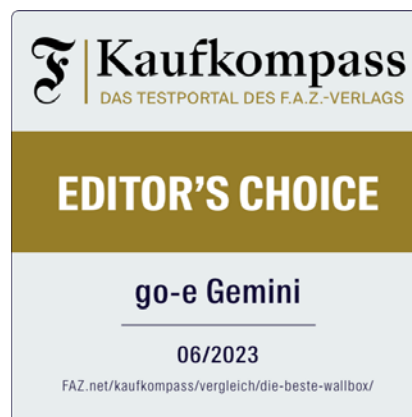 F Kaufkompass
DAS TESTPORTAL DES F.A.Z.-VERLAGS
EDITOR'S CHOICE
go-e Gemini
06/2023
FAZ.net/kaufkompass/vergleich/die-beste-wallbox/